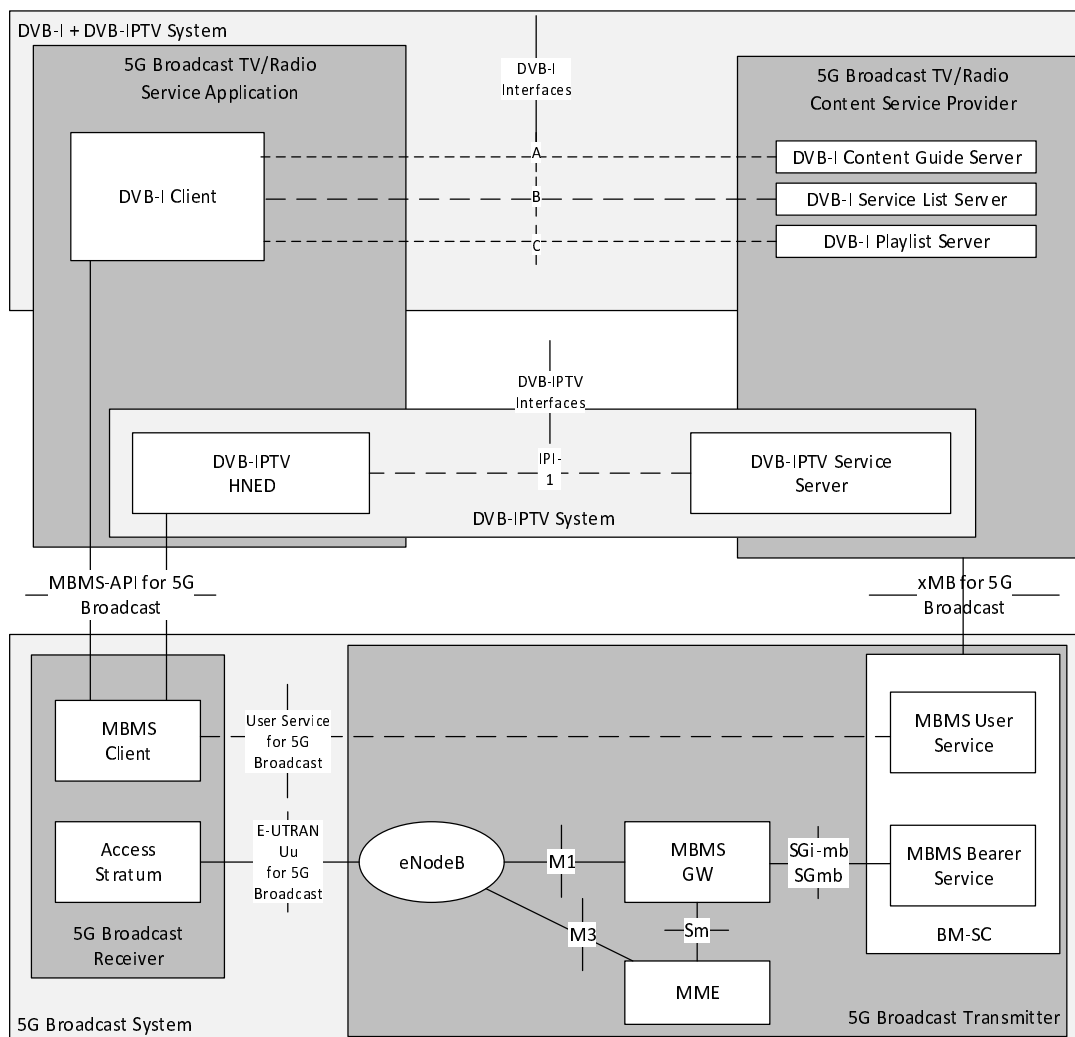 DVB-I + DVB-IPTV System
5G Broadcast TV/Radio
Service Application
DVB-I
Interfaces
5G Broadcast TV/Radio
Content Service Provider
DVB-I Client
A
B
C
DVB-I Content Guide Server
DVB-I Service List Server
DVB-I Playlist Server
DVB-IPTV
Interfaces
DVB-IPTV
HNED
IPI-
1
DVB-IPTV Service
Server
DVB-IPTV System
MBMS-API for 5G
Broadcast
xMB for 5G
Broadcast
MBMS
Client
User Service
for 5G
Broadcast
MBMS User
Service
Access
Stratum
E-UTRAN
Uu
for 5G
Broadcast
eNodeB
M1
MBMS
GW
SGi-mb
SGmb
MBMS Bearer
Service
M3
Sm
MME
BM-SC
5G Broadcast
Receiver
5G Broadcast System
5G Broadcast Transmitter